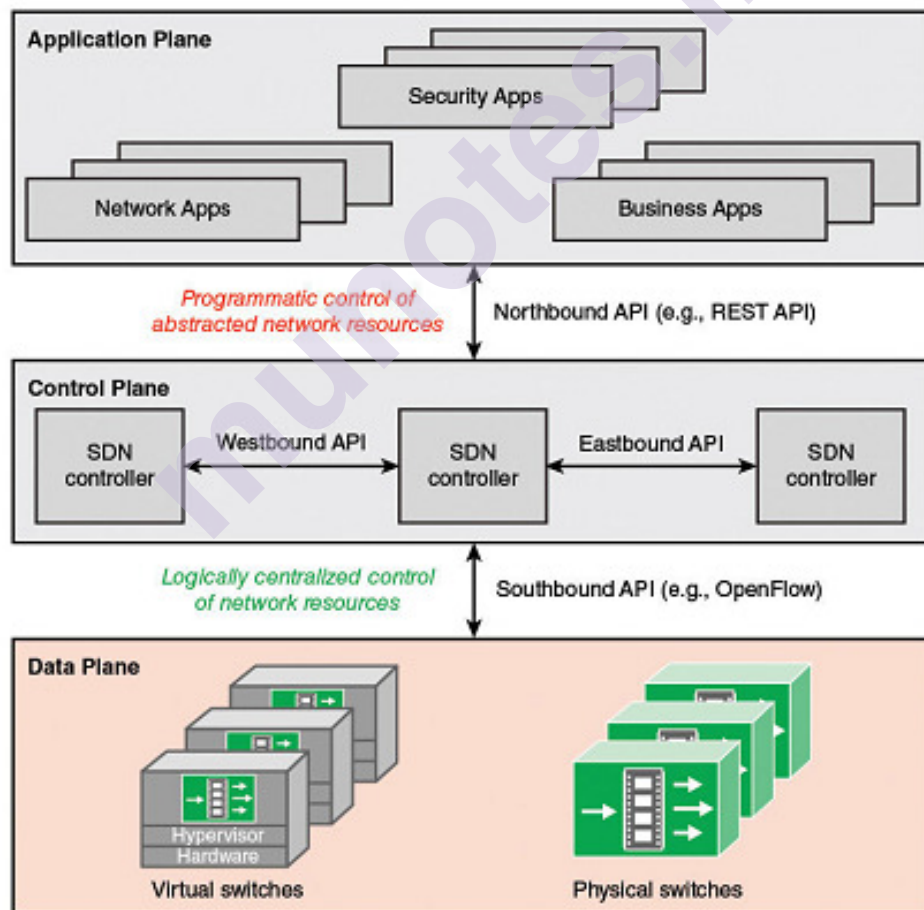 Application Plane
Security Apps
Network Apps
Business Apps
Programmatic control of
abstracted network resources
Northbound API (e.g., REST API)
Control Plane
SDN
controller
Westbound API
SDN
controller
Eastbound API
SDN
controller
Logically centralized control
of network resources
Southbound API (e.g., OpenFlow)
Data Plane
Hypervisor
Hardware
Virtual switches
Physical switches